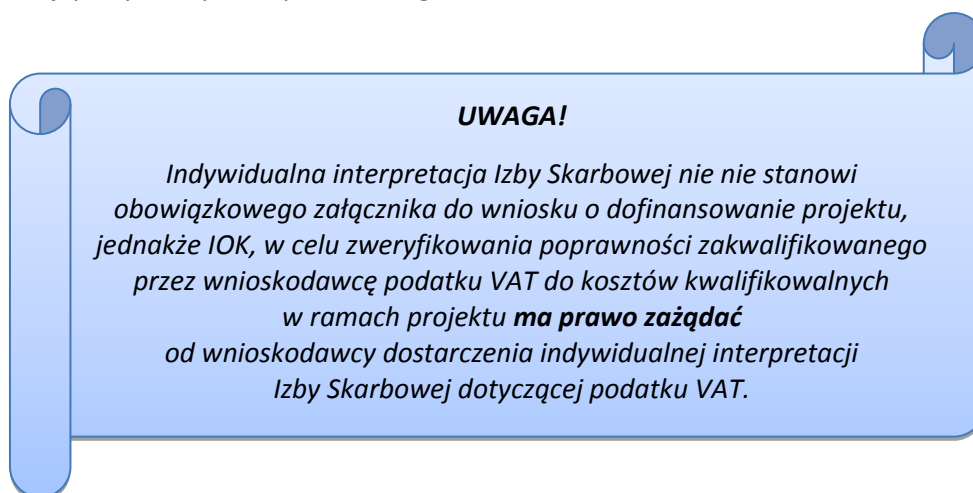 UWAGA!
Indywidualna interpretacja Izby Skarbowej nie nie stanowi
obowiązkowego załącznika do wniosku o dofinansowanie projektu,
jednakże IOK, w celu zweryfikowania poprawności zakwalifikowanego
przez wnioskodawcę podatku VAT do kosztów kwalifikowalnych
w ramach projektu ma prawo zażądać
od wnioskodawcy dostarczenia indywidualnej interpretacji
Izby Skarbowej dotyczącej podatku VAT.